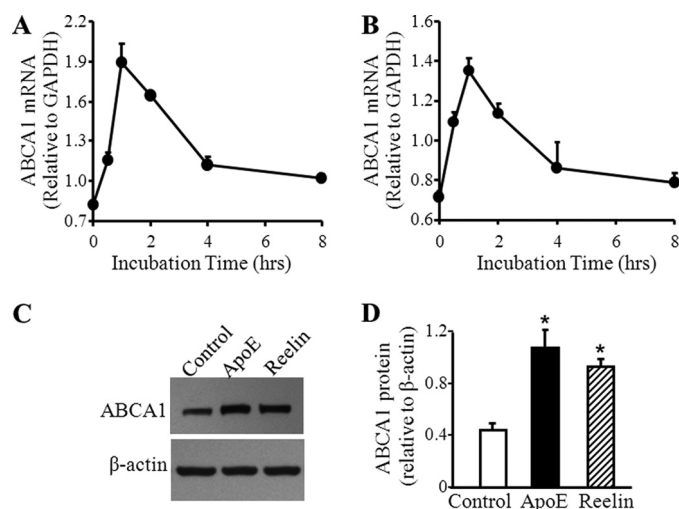 A
ABCA1 mRNA
(Relative to GAPDH)
2.2
1.9
1.6
1.3
1.0
0.7
0
2
4
6
8
Incubation Time (hrs)
B
ABCA1 mRNA
(Relative to GAPDH)
1.6
1.4
1.2
1.0
0.8
0.6
0
2
4
6
8
Incubation Time (hrs)
C
Control
ApoE
Reelin
ABCA1
β-actin
D
ABCA1 protein
(relative to β-actin)
1.2
0.8
0.4
0
*
*
Control
ApoE
Reelin